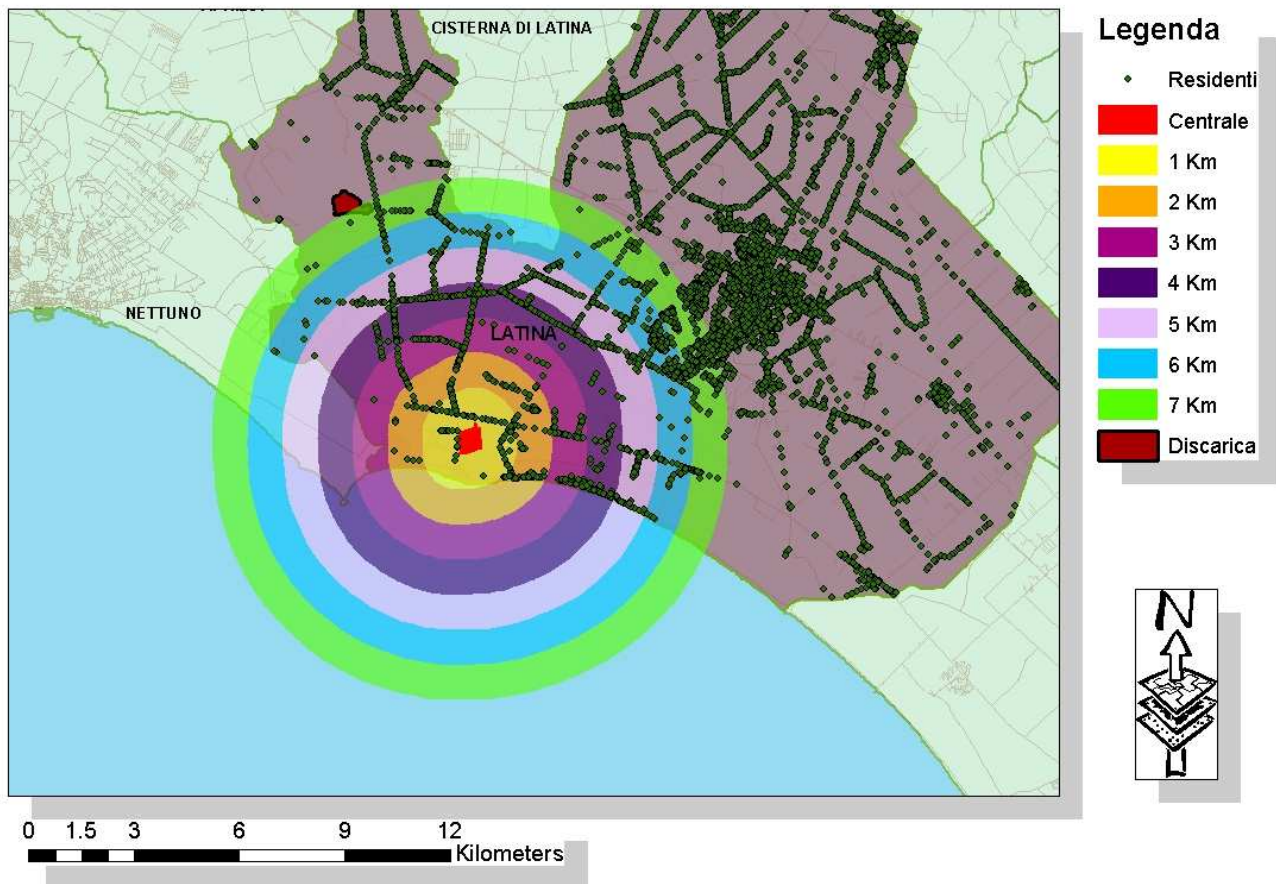 CISTERNA DI LATINA
NETTUNO
LATINA
Legenda
Residenti
Centrale
1 Km
2 Km
3 Km
4 Km
5 Km
6 Km
7 Km
Discarica
N
0 1.5 3 6 9 12
Kilometers